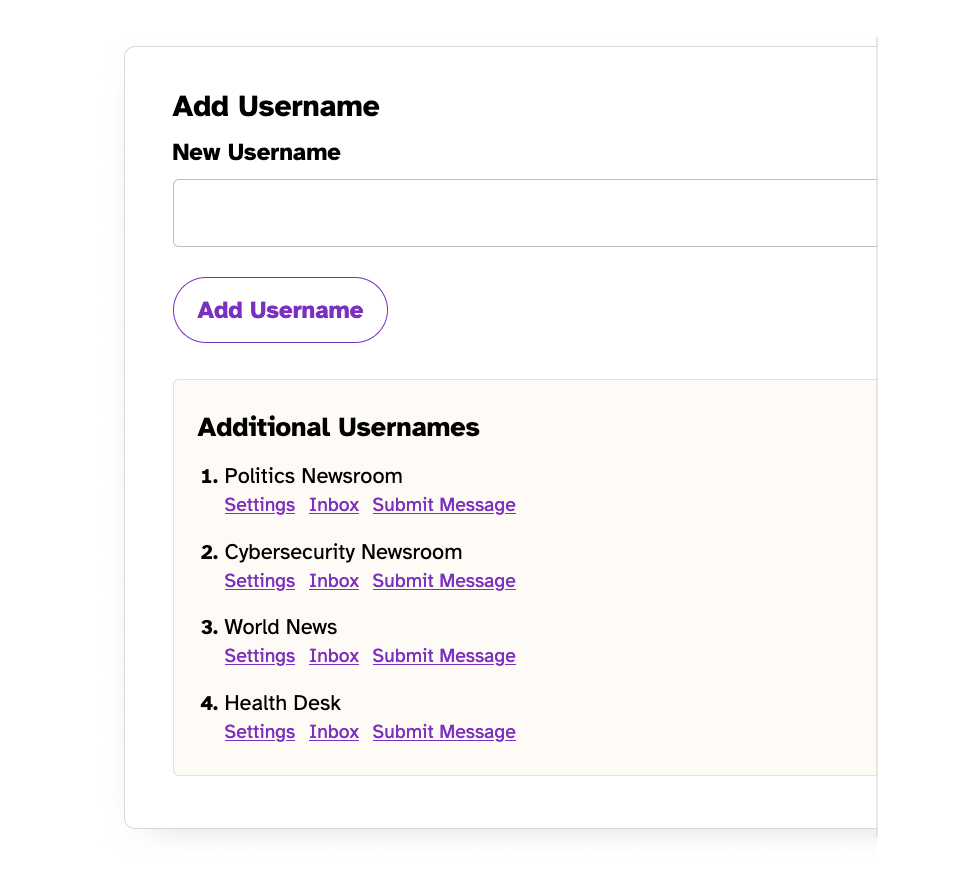 Add Username
New Username
Add Username
Additional Usernames
1. Politics Newsroom
Settings Inbox Submit Message
2. Cybersecurity Newsroom
Settings Inbox Submit Message
3. World News
Settings Inbox Submit Message
4. Health Desk
Settings Inbox Submit Message